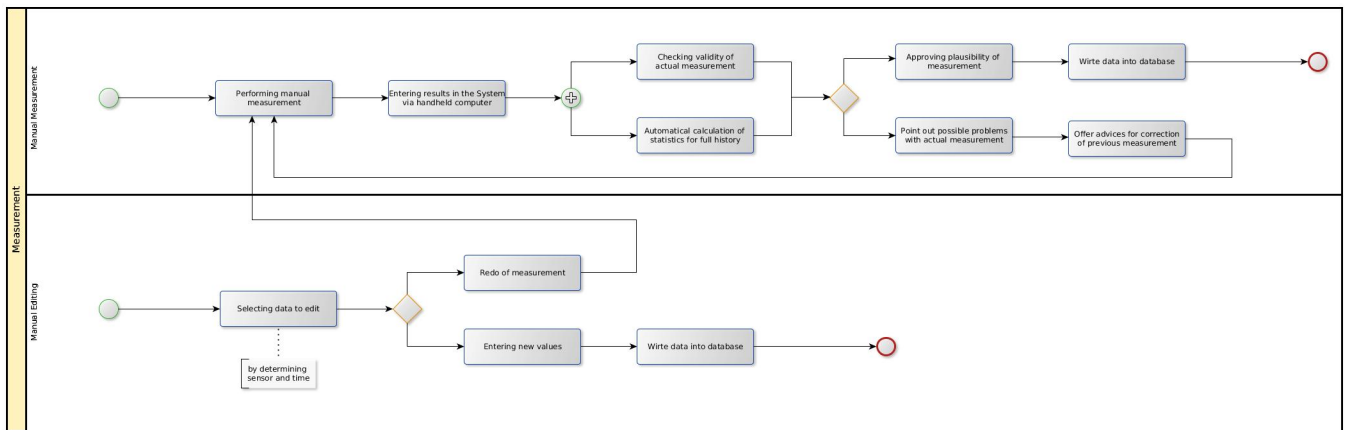 Measurement
Manual Measurement
Performing manual
measurement
Entering results in the System
via handheld computer
Checking validity of
actual measurement
Automatical calculation of
statistics for full history
Approving plausibility of
measurement
Wirte data into database
Point out possible problems
with actual measurement
Offer advices for correction
of previous measurement
Manual Editing
Selecting data to edit
by determining
sensor and time
Redo of measurement
Entering new values
Wirte data into database